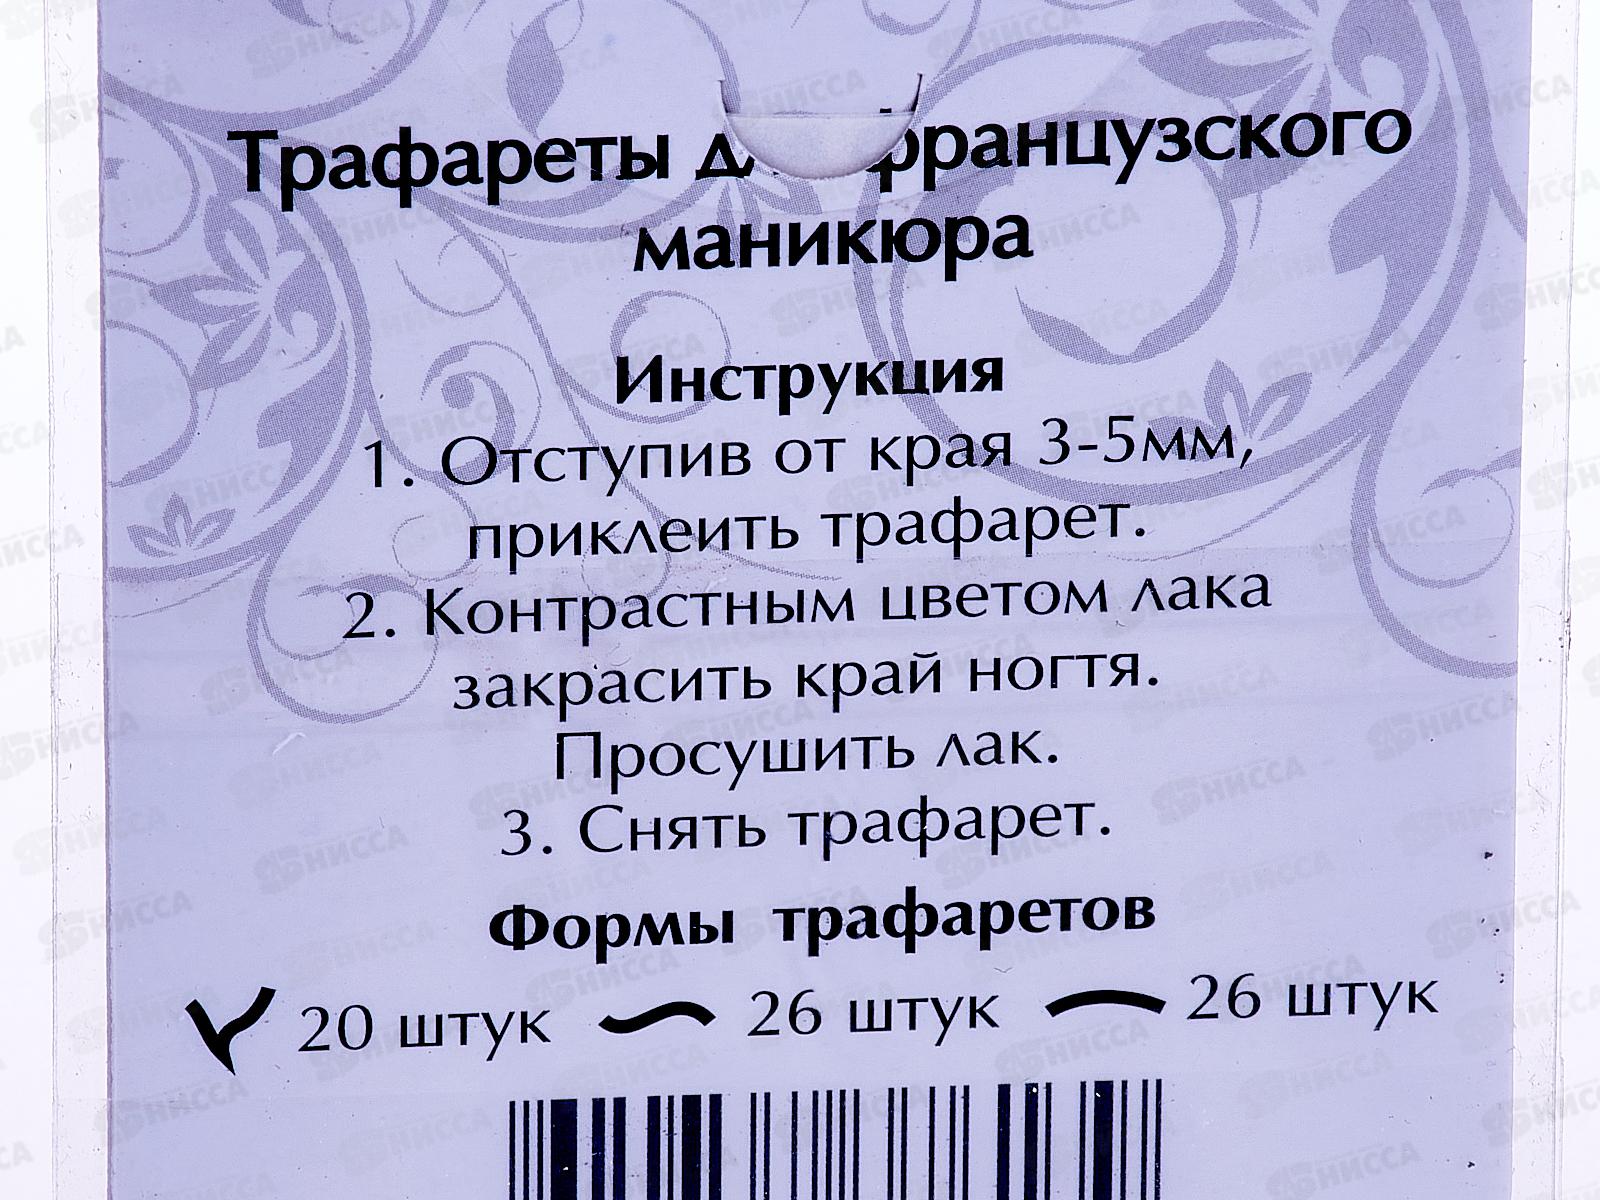 Трафареты для французского
маникюра
Инструкция
1. Отступив от края 3-5мм,
приклеить трафарет.
2. Контрастным цветом лака
закрасить край ногтя.
Просушить лак.
3. Снять трафарет.
Формы трафаретов
20 штук 26 штук 26 штук